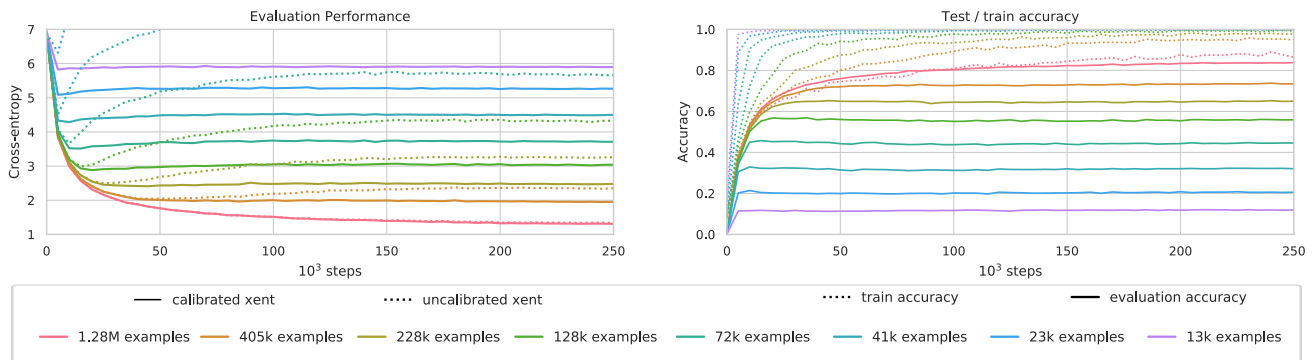 Evaluation Performance
7
6
5
4
3
2
1
Cross-entropy
0
50
100
150
200
250
10³ steps
Test / train accuracy
1.0
0.8
0.6
0.4
0.2
0.0
Accuracy
0
50
100
150
200
250
10³ steps
calibrated xent
uncalibrated xent
train accuracy
evaluation accuracy
1.28M examples
405k examples
228k examples
128k examples
72k examples
41k examples
23k examples
13k examples